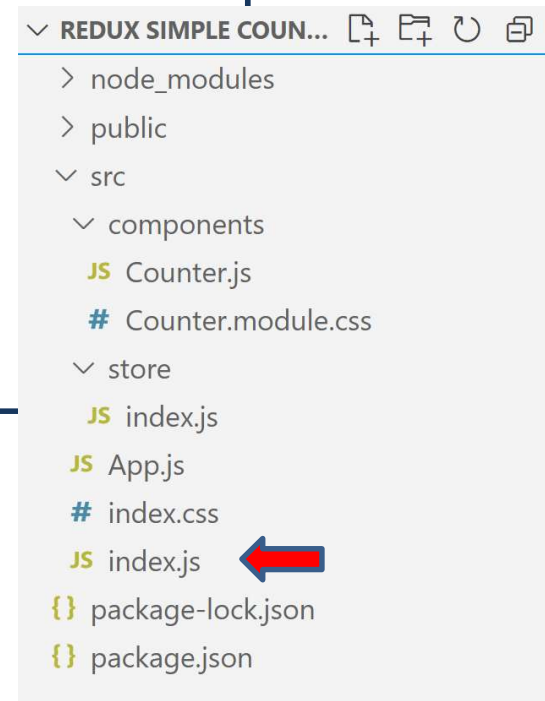 REDUX SIMPLE COUN...
node_modules
public
src
components
JS Counter.js
# Counter.module.css
store
JS index.js
JS App.js
# index.css
JS index.js
{} package-lock.json
{} package.json